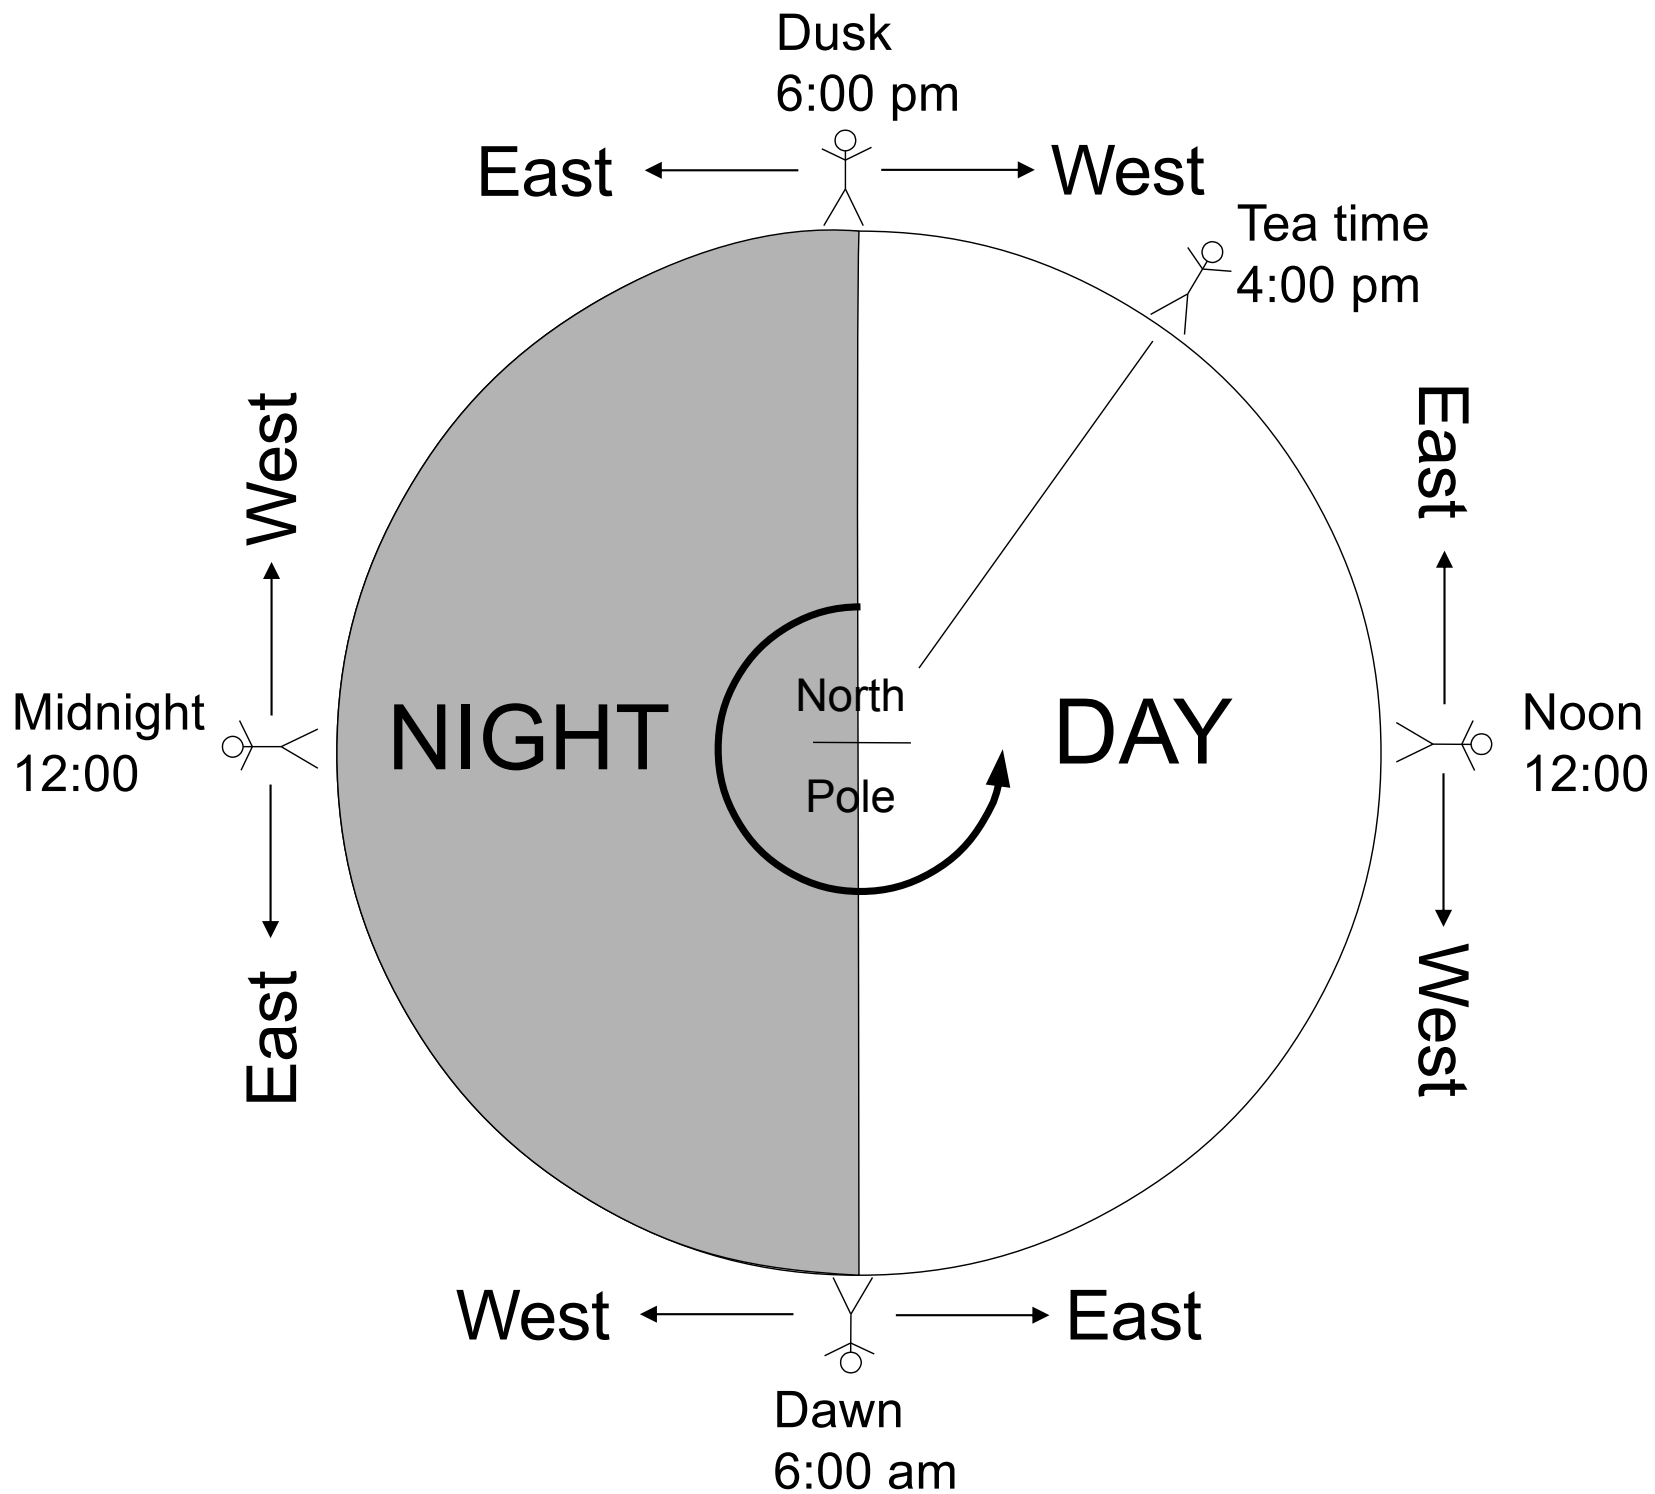 Dusk
6:00 pm
East
West
Tea time
4:00 pm
West
East
Midnight
12:00
NIGHT
North
Pole
DAY
Noon
12:00
East
West
West
East
Dawn
6:00 am